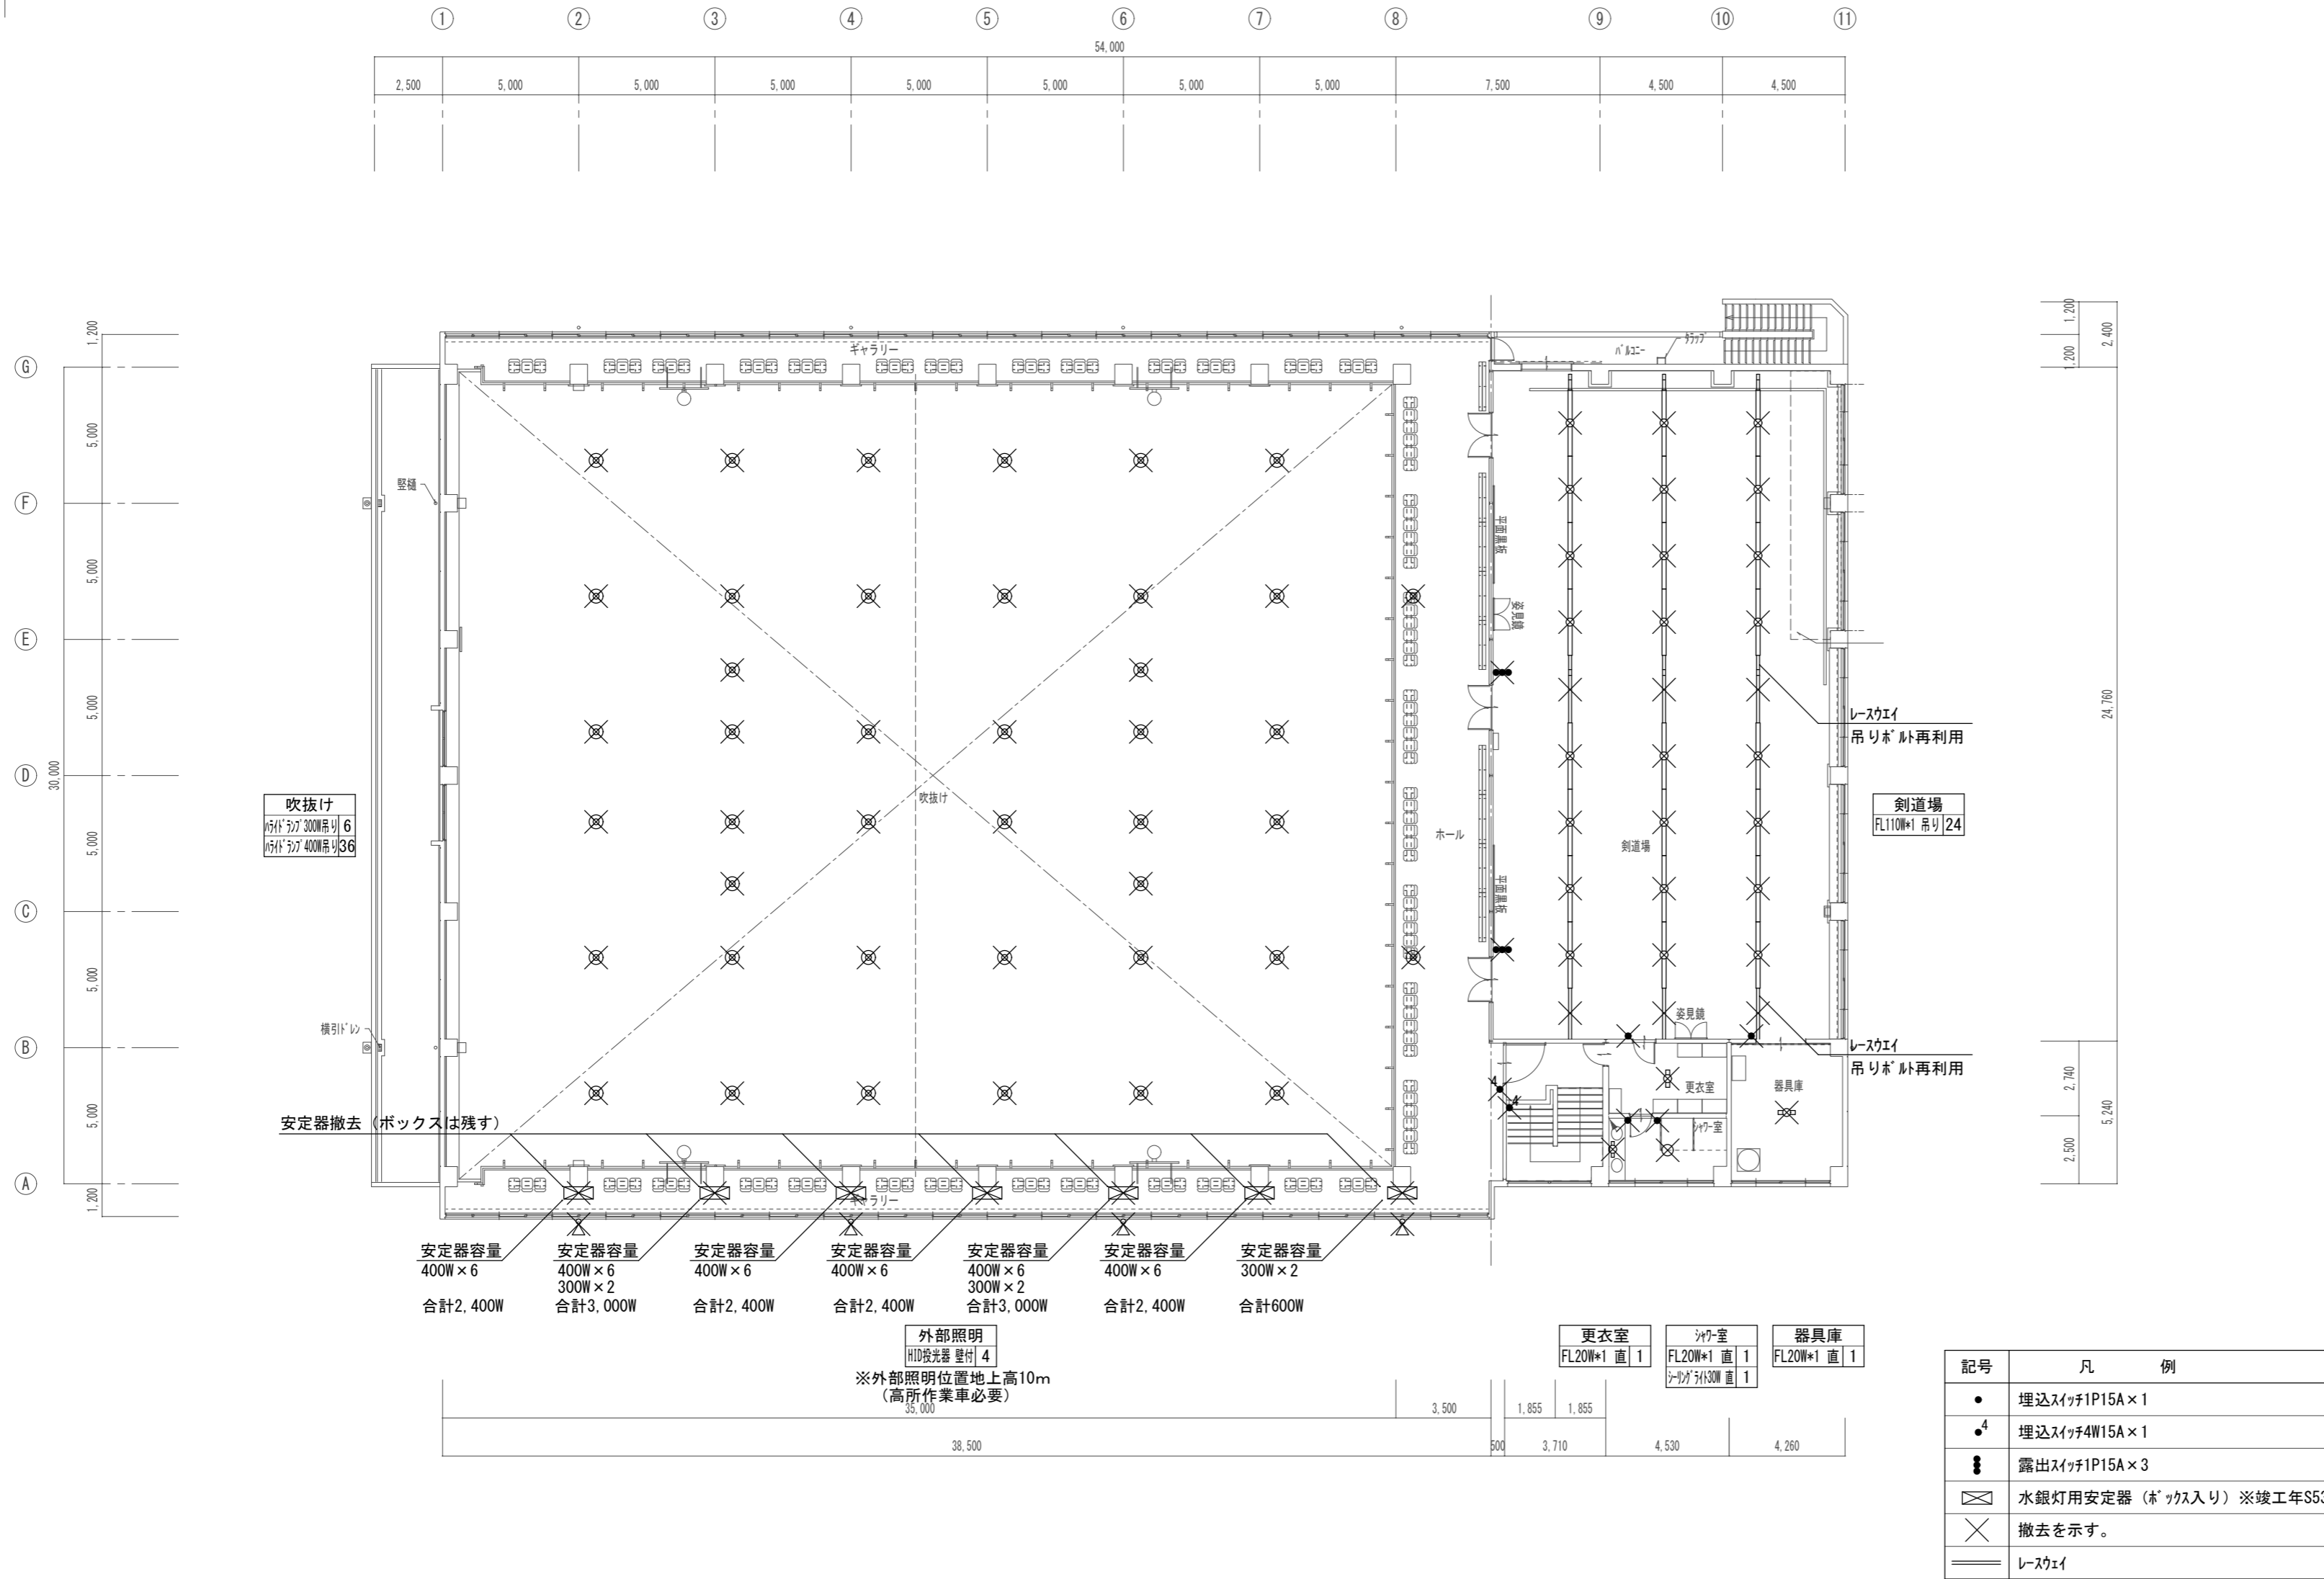 ① ② ③ ④ ⑤ ⑥ ⑦ ⑧ ⑨ ⑩ ⑪
54,000
2,500 5,000 5,000 5,000 5,000 5,000 5,000 5,000 7,500 4,500 4,500
Ⓖ
Ⓕ
Ⓔ
Ⓓ
Ⓒ
Ⓑ
Ⓐ
1,200
5,000
5,000
5,000
5,000
5,000
5,000
1,200
30,000
1,200
1,200
2,400
24,760
2,740
2,500
5,240
ギャラリー
バルコニー
タラップ
竪樋
平面黒板
姿見鏡
レースウェイ
吊りボルト再利用
吹抜け
ハライドランプ300W吊り 6
ハライドランプ400W吊り 36
吹抜け
ホール
剣道場
剣道場
FL110W*1 吊り 24
平面黒板
横引ドレン
姿見鏡
レースウェイ
吊りボルト再利用
更衣室
器具庫
シャワー室
4
4
安定器撤去（ボックスは残す）
ギャラリー
安定器容量
400W×6
合計2,400W
安定器容量
400W×6
300W×2
合計3,000W
安定器容量
400W×6
合計2,400W
安定器容量
400W×6
合計2,400W
安定器容量
400W×6
300W×2
合計3,000W
安定器容量
400W×6
合計2,400W
安定器容量
300W×2
合計600W
外部照明
HID投光器 壁付 4
※外部照明位置地上高10m
（高所作業車必要）
更衣室
FL20W*1 直 1
シャワー室
FL20W*1 直 1
シーリングライト30W 直 1
器具庫
FL20W*1 直 1
35,000 3,500 1,855 1,855
38,500 500 3,710 4,530 4,260
記号 凡 例
埋込スイッチ1P15A×1
4 埋込スイッチ4W15A×1
露出スイッチ1P15A×3
水銀灯用安定器（ボックス入り）※竣工年S53
撤去を示す。
レースウェイ